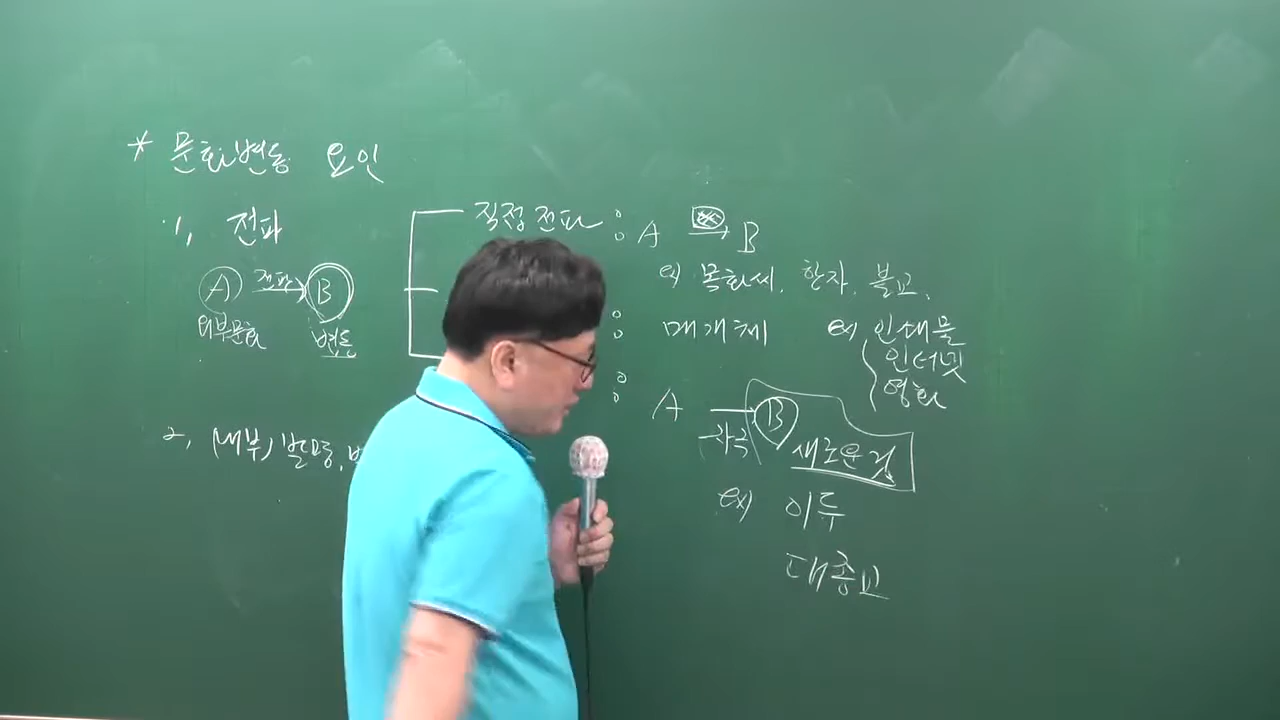 * 문화변동 요인
1, 전파
직접전파 : A → B
A 전파 → B
ex 목화씨, 한자, 불교,
외부문화 변동
: 매개체 ex 인쇄물
인터넷
영화
: A → B
자극
새로운 것
2, (내부) 발명,
ex) 이두
대종교